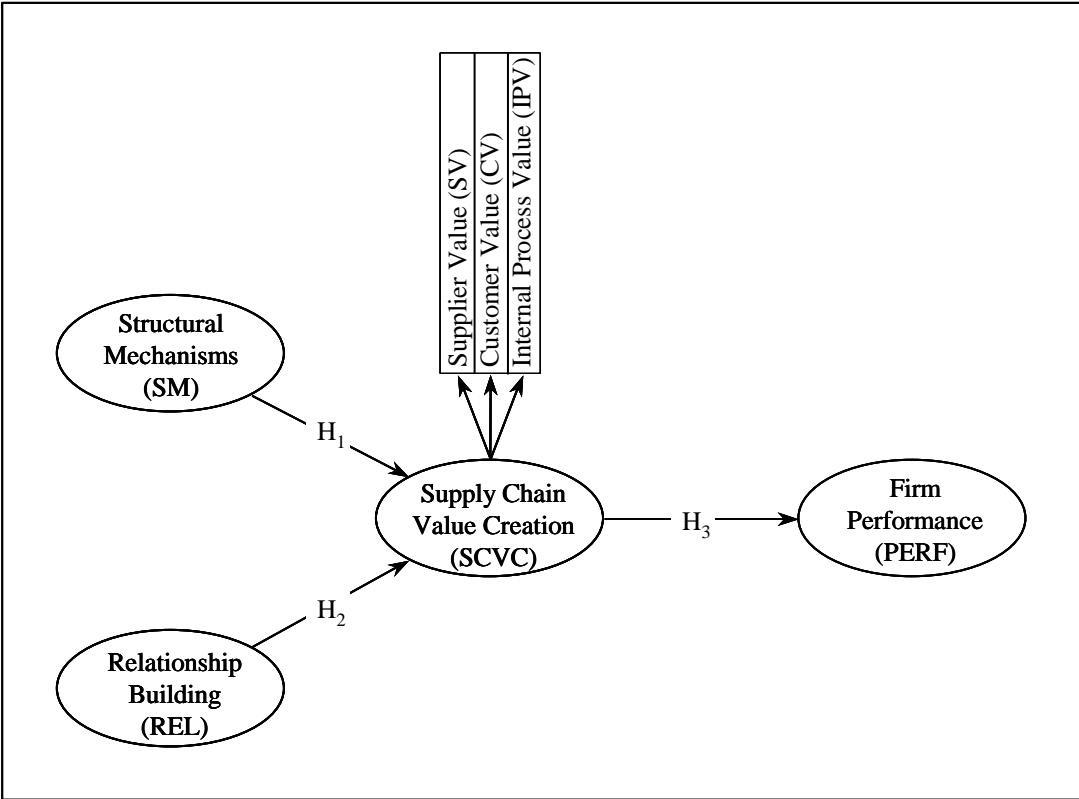 Supplier Value (SV)
Customer Value (CV)
Internal Process Value (IPV)
Structural
Mechanisms
(SM)
H1
Supply Chain
Value Creation
(SCVC)
H3
Firm
Performance
(PERF)
H2
Relationship
Building
(REL)